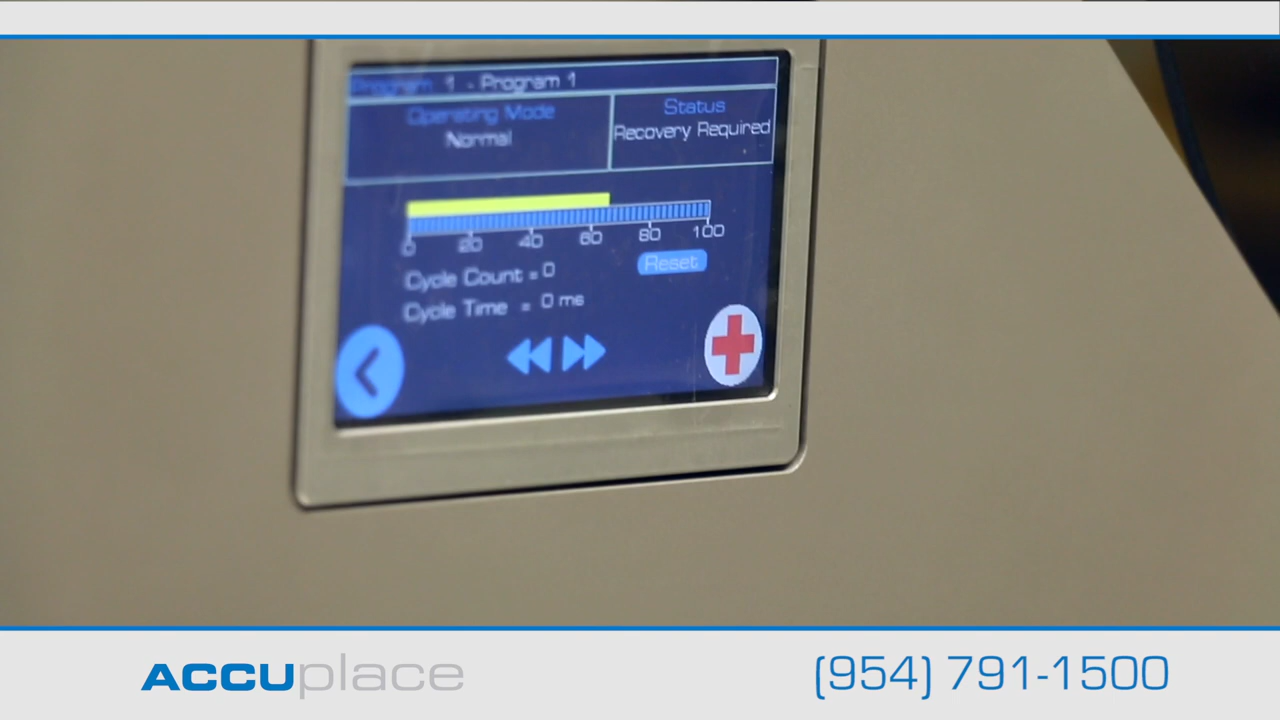 Program 1 - Program 1
Operating Mode
Normal
Status
Recovery Required
0 20 40 60 80 100
Cycle Count = 0
Reset
Cycle Time = 0 ms
ACCUplace
(954) 791-1500